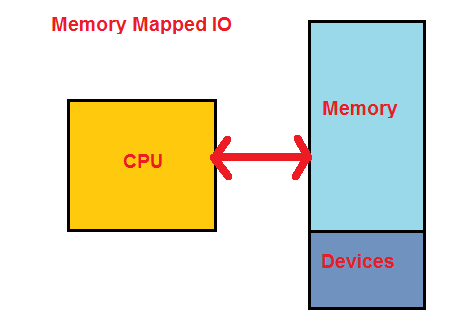 Memory Mapped IO
Memory
CPU
Devices